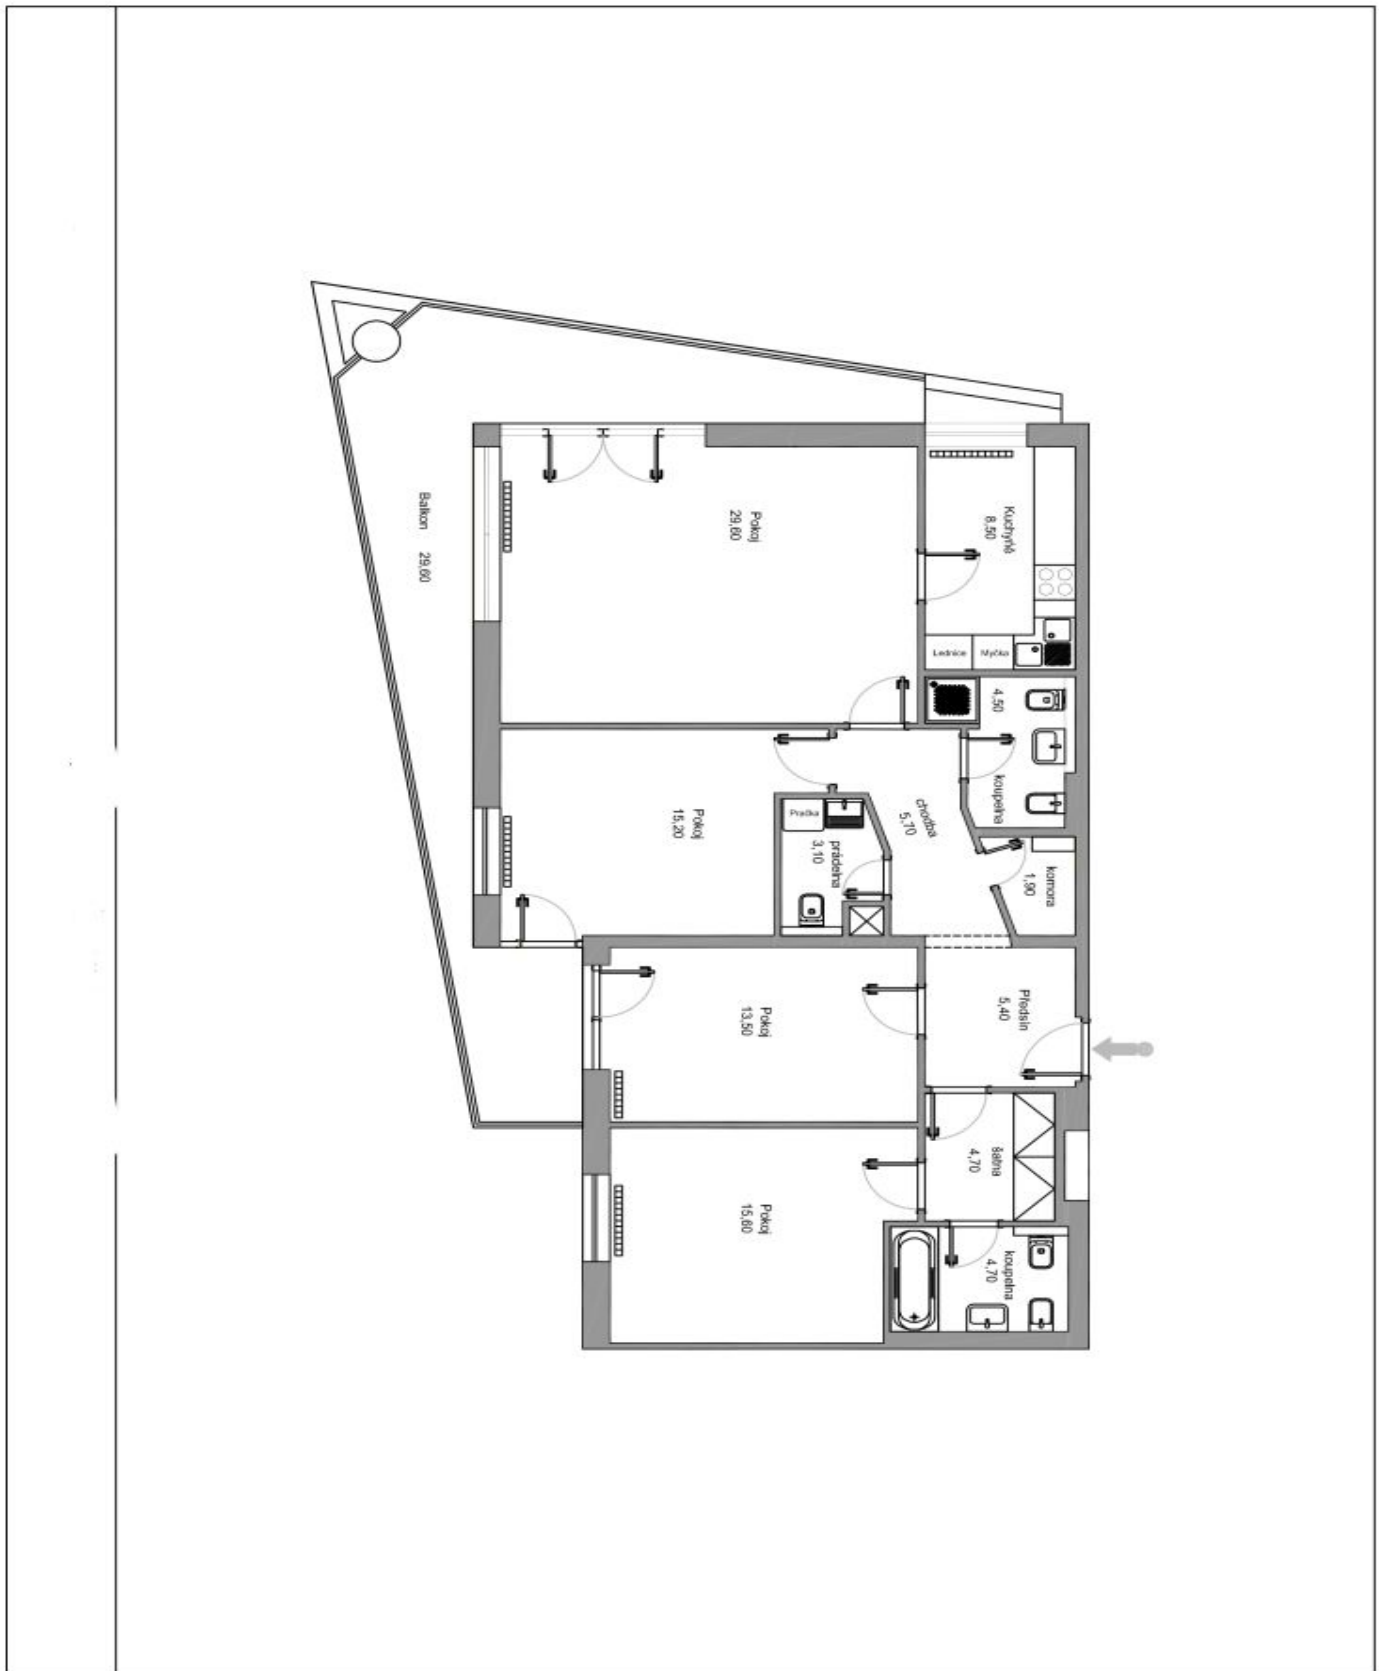 Balkon 29,60
Pokoj
29,60
Kuchyně
8,50
Lednice
Myčka
4,50
koupelna
Pokoj
15,20
chodba
5,70
Pračka
prádelna
3,10
komora
1,90
Pokoj
13,50
Předsín
5,40
šatna
4,70
Pokoj
15,60
koupelna
4,70